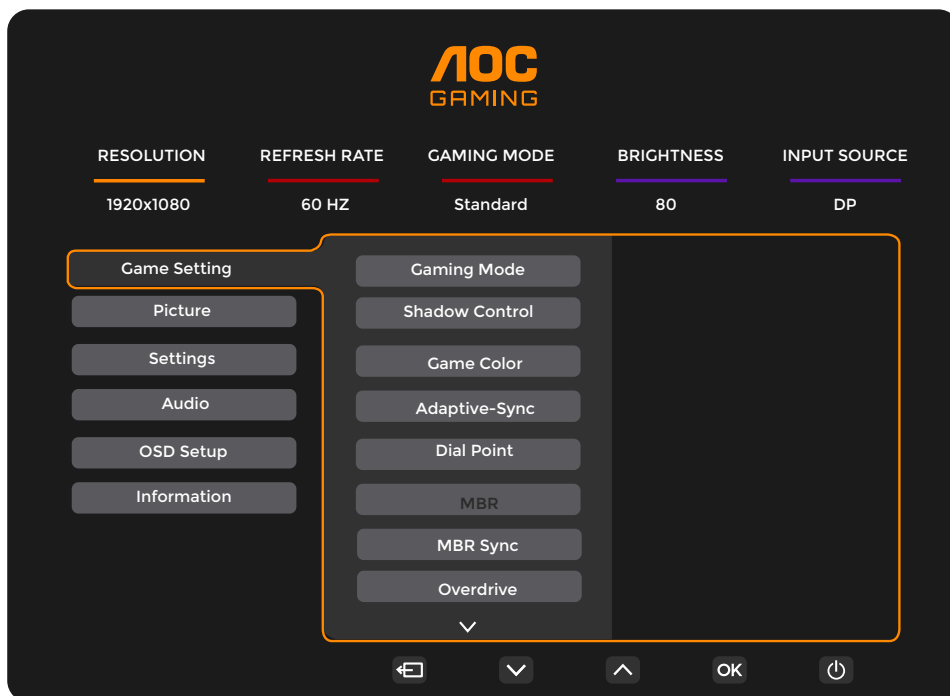 AOC
GAMING
RESOLUTION REFRESH RATE GAMING MODE BRIGHTNESS INPUT SOURCE
1920x1080 60 HZ Standard 80 DP
Game Setting
Picture
Settings
Audio
OSD Setup
Information
Gaming Mode
Shadow Control
Game Color
Adaptive-Sync
Dial Point
MBR
MBR Sync
Overdrive
OK